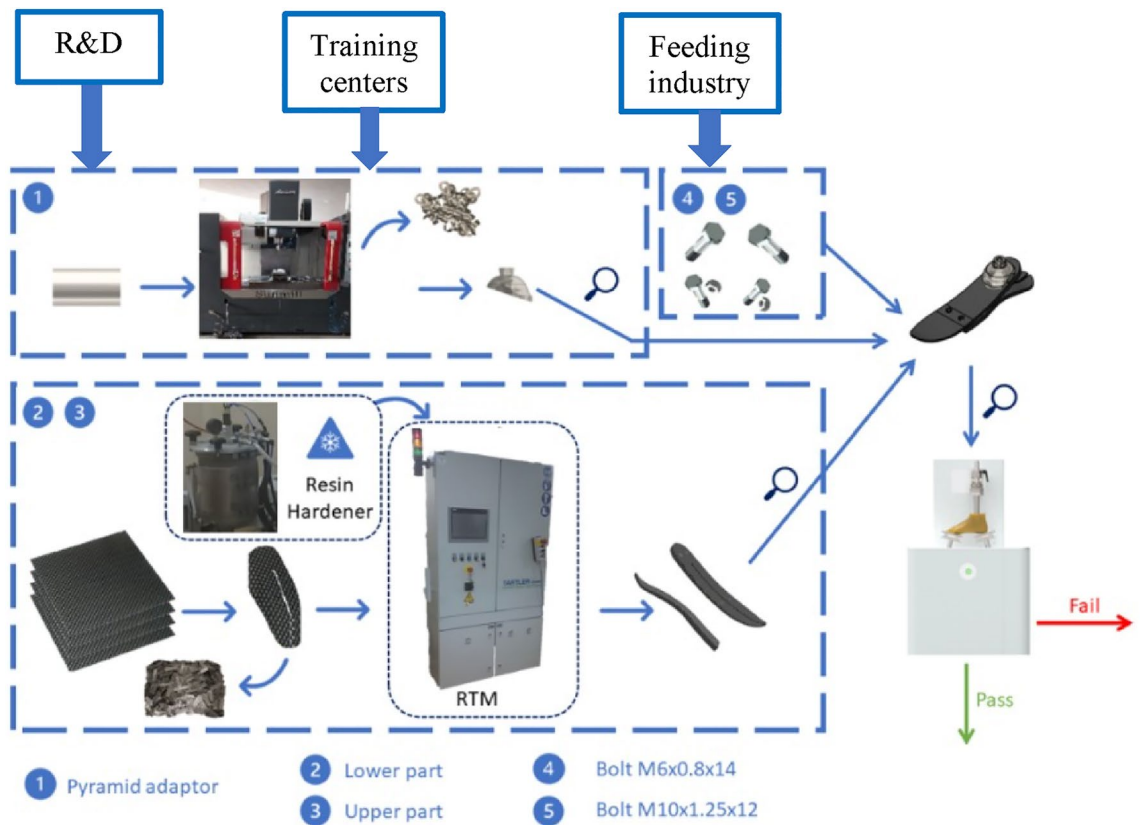 R&D
Training
centers
Feeding
industry
1
4 5
2 3
Resin
Hardener
TARTLER
RTM
Fail
Pass
1 Pyramid adaptor
2 Lower part
3 Upper part
4 Bolt M6x0.8x14
5 Bolt M10x1.25x12